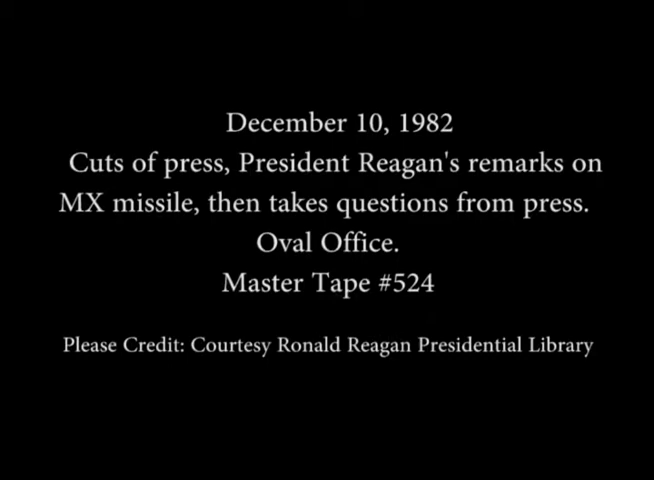 December 10, 1982
Cuts of press, President Reagan's remarks on
MX missile, then takes questions from press.
Oval Office.
Master Tape #524
Please Credit: Courtesy Ronald Reagan Presidential Library